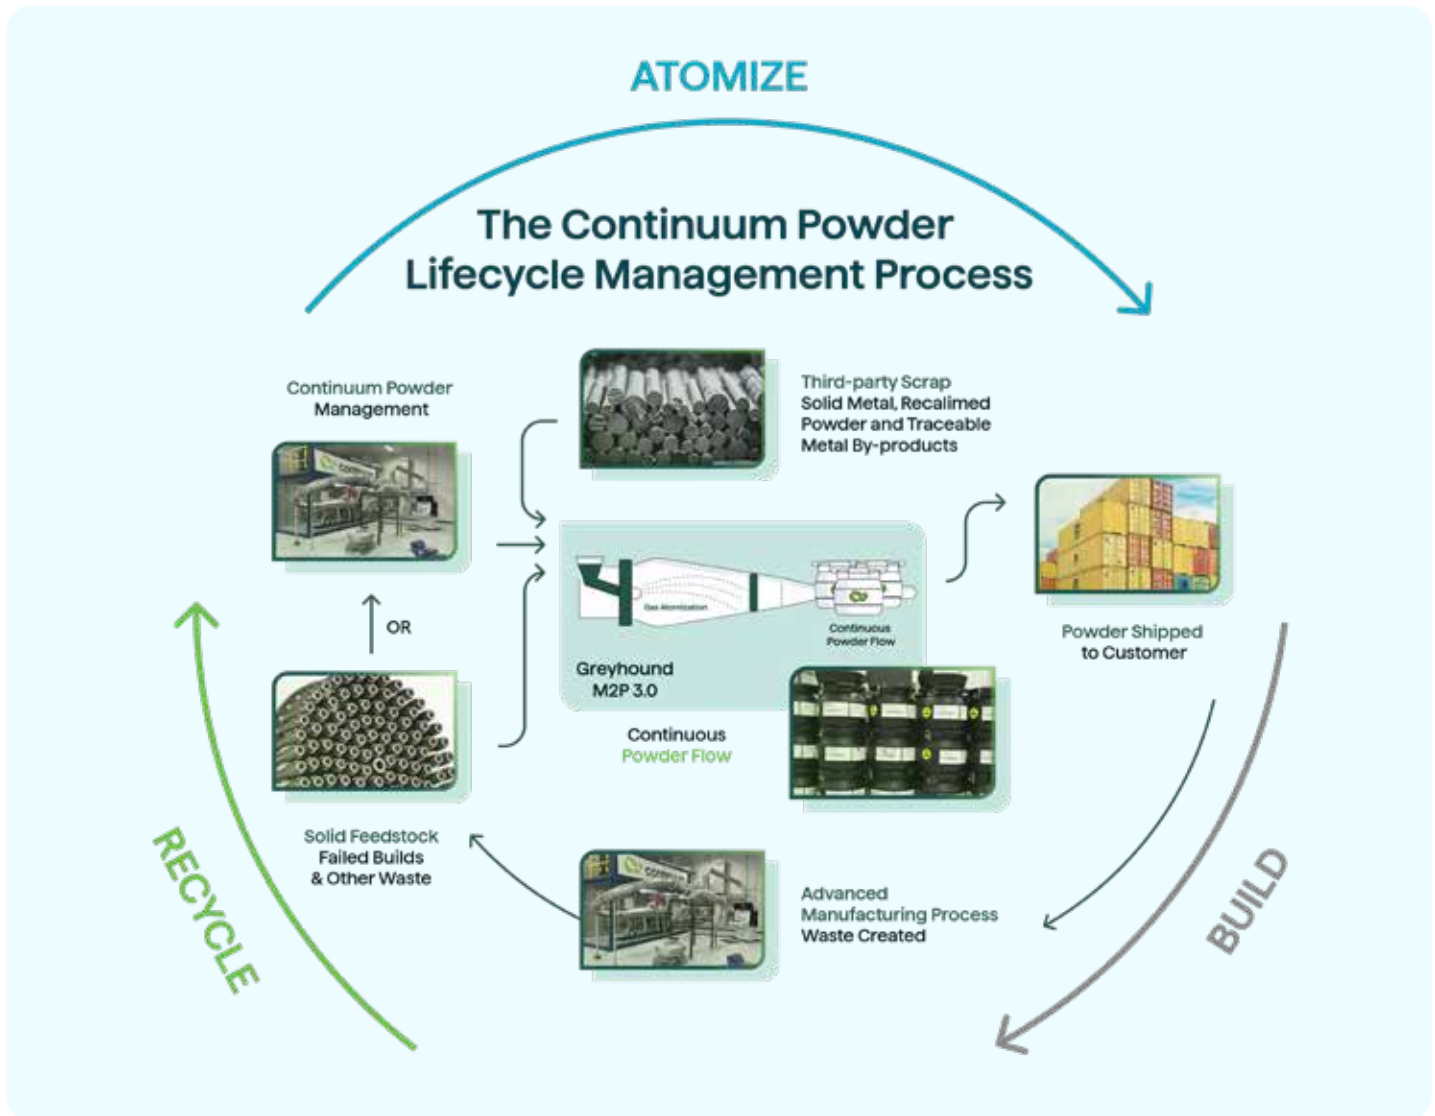 ATOMIZE
The Continuum Powder
Lifecycle Management Process
Continuum Powder
Management
Third-party Scrap
Solid Metal, Recalimed
Powder and Traceable
Metal By-products
OR
Gas Atomization
Continuous
Powder Flow
Greyhound
M2P 3.0
Continuous
Powder Flow
Powder Shipped
to Customer
Solid Feedstock
Failed Builds
& Other Waste
Advanced
Manufacturing Process
Waste Created
RECYCLE
BUILD